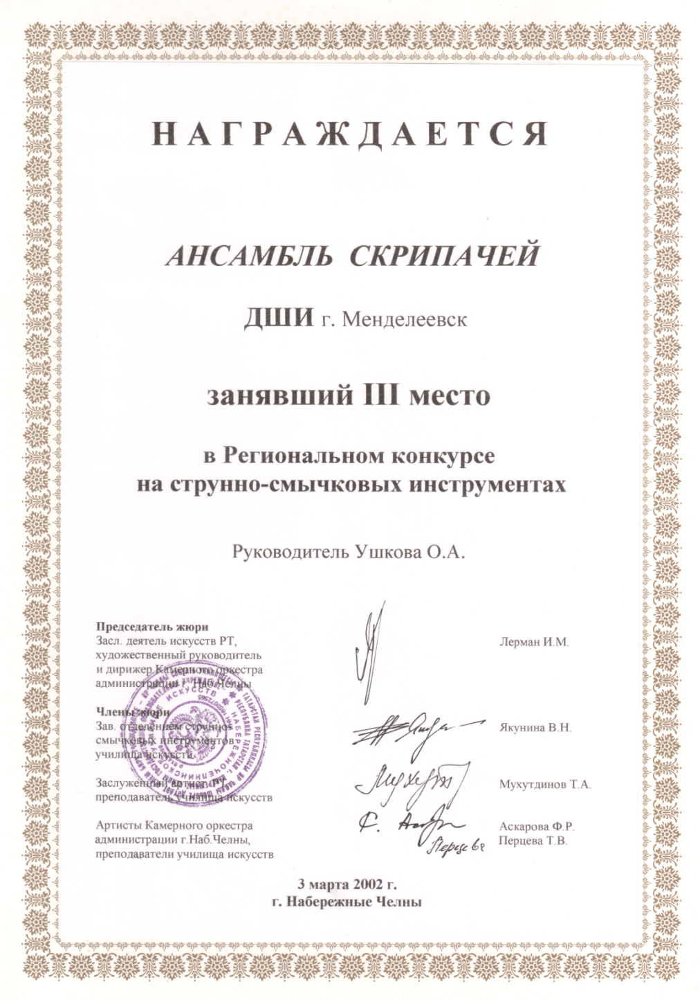 НАГРАЖДАЕТСЯ
АНСАМБЛЬ СКРИПАЧЕЙ
ДШИ г. Менделеевск
занявший III место
в Региональном конкурсе
на струнно-смычковых инструментах
Руководитель Ушкова О.А.
Председатель жюри
Засл. деятель искусств РТ,
Лерман И.М.
художественный руководитель
и дирижер Камерного оркестра
администрации г. Наб.Челны
Члены жюри
Зав. отделением струнно-
Якунина В.Н.
смычковых инструментов
училища искусств.
Заслуженный артист РТ,
Мухутдинов Т.А.
преподаватель училища искусств
Артисты Камерного оркестра
Аскарова Ф.Р.
администрации г.Наб.Челны,
Перцева Т.В.
преподаватели училища искусств
3 марта 2002 г.
г. Набережные Челны